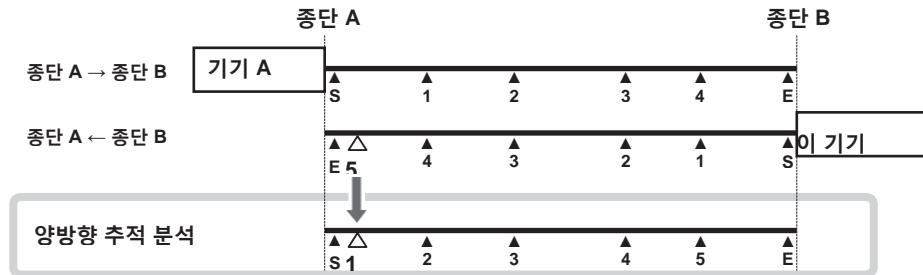 종단 A 종단 B
종단 A → 종단 B 기기 A
S 1 2 3 4 E
종단 A ← 종단 B 이 기기
E 5 4 3 2 1 S
양방향 추적 분석
S 1 2 3 4 5 E